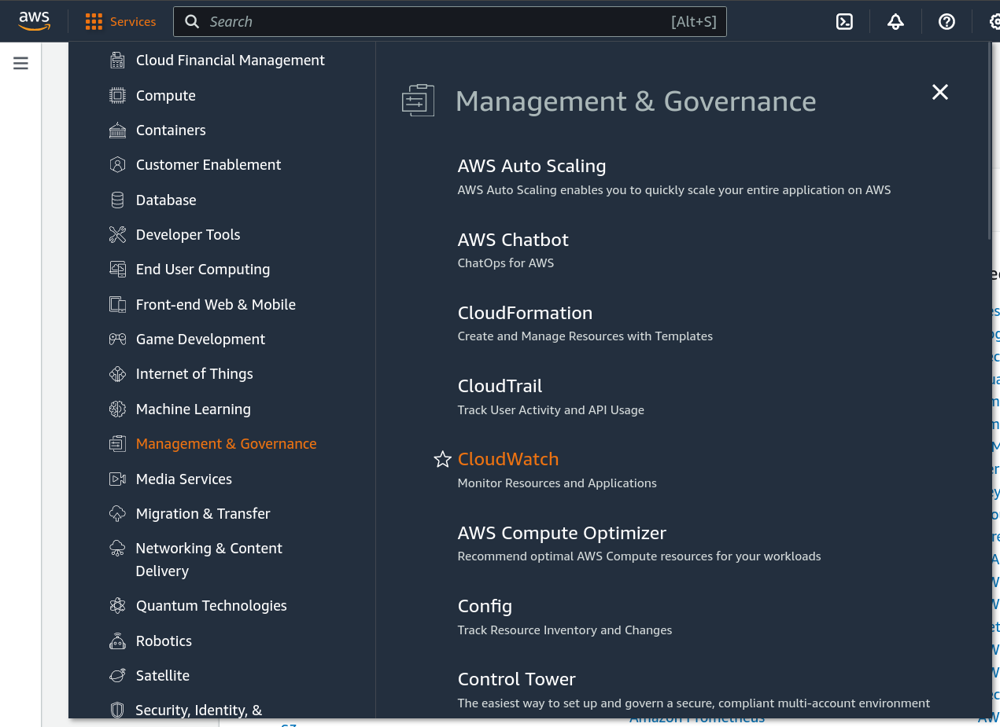 aws
Services
Search
[Alt+S]
Cloud Financial Management
Compute
Containers
Customer Enablement
Database
Developer Tools
End User Computing
Front-end Web & Mobile
Game Development
Internet of Things
Machine Learning
Management & Governance
Media Services
Migration & Transfer
Networking & Content
Delivery
Quantum Technologies
Robotics
Satellite
Security, Identity, &
Management & Governance
AWS Auto Scaling
AWS Auto Scaling enables you to quickly scale your entire application on AWS
AWS Chatbot
ChatOps for AWS
CloudFormation
Create and Manage Resources with Templates
CloudTrail
Track User Activity and API Usage
CloudWatch
Monitor Resources and Applications
AWS Compute Optimizer
Recommend optimal AWS Compute resources for your workloads
Config
Track Resource Inventory and Changes
Control Tower
The easiest way to set up and govern a secure, compliant multi-account environment
Amazon Prometheus